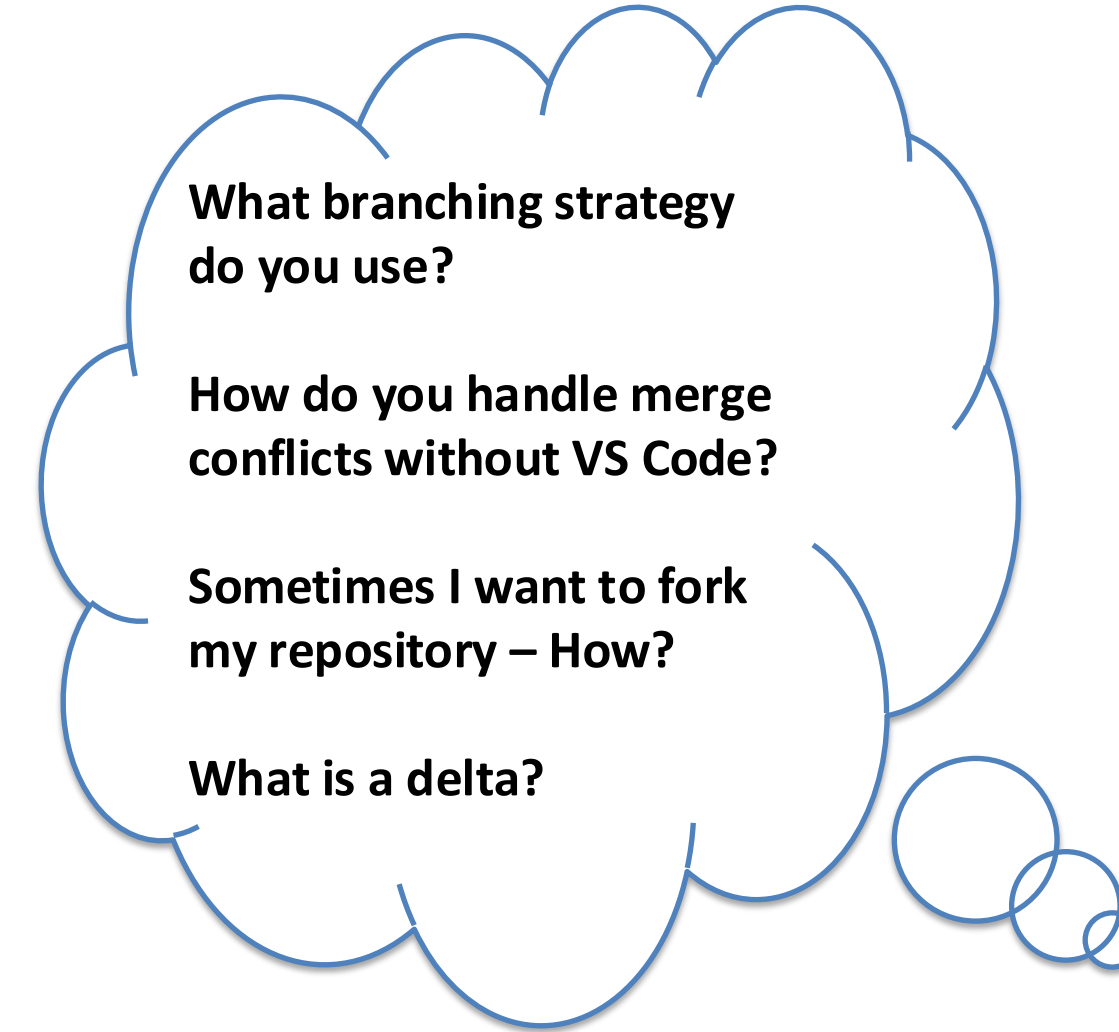 What branching strategy
do you use?
How do you handle merge
conflicts without VS Code?
Sometimes I want to fork
my repository – How?
What is a delta?